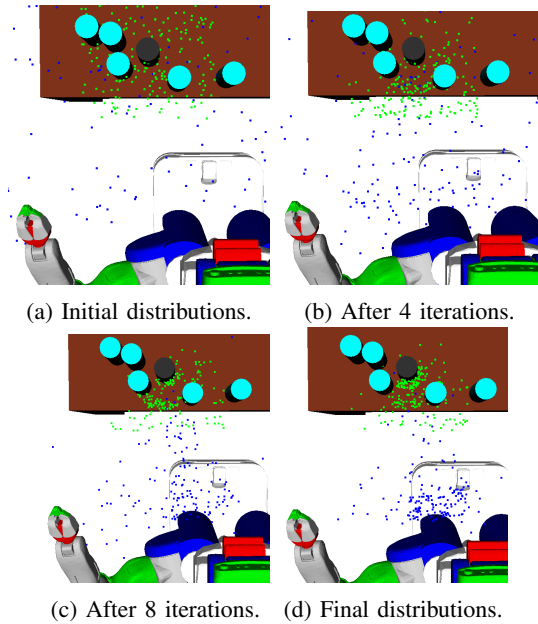 (a) Initial distributions.
(b) After 4 iterations.
(c) After 8 iterations.
(d) Final distributions.